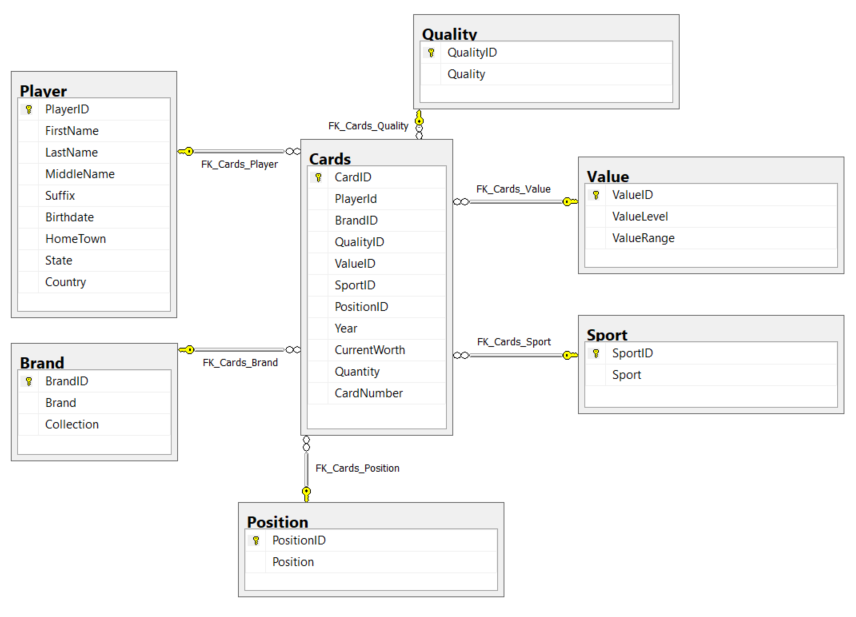 Quality
QualityID
Quality
Player
PlayerID
FirstName
LastName
MiddleName
Suffix
Birthdate
HomeTown
State
Country
FK_Cards_Quality
FK_Cards_Player
Cards
CardID
PlayerId
BrandID
QualityID
ValueID
SportID
PositionID
Year
CurrentWorth
Quantity
CardNumber
FK_Cards_Value
Value
ValueID
ValueLevel
ValueRange
FK_Cards_Sport
Sport
SportID
Sport
FK_Cards_Brand
Brand
BrandID
Brand
Collection
FK_Cards_Position
Position
PositionID
Position